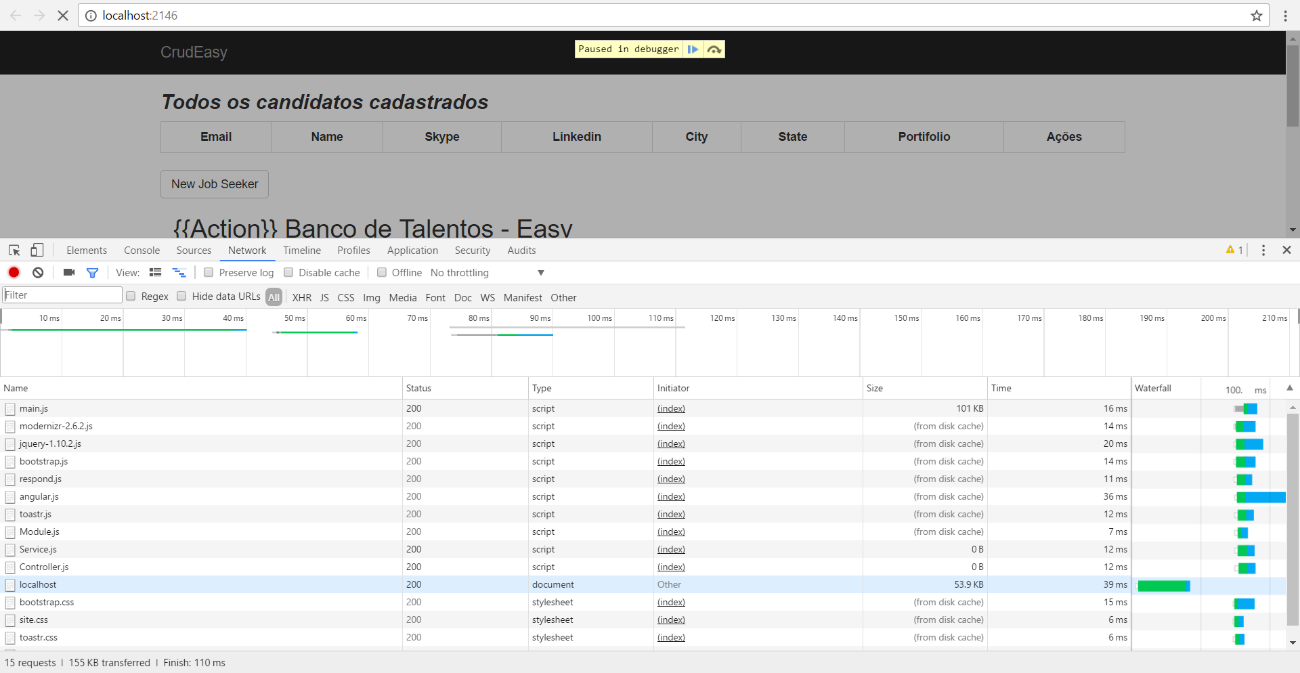 localhost:2146
CrudEasy
Paused in debugger
Todos os candidatos cadastrados
Email Name Skype Linkedin City State Portifolio Ações
New Job Seeker
{{Action}} Banco de Talentos - Easy
Elements Console Sources Network Timeline Profiles Application Security Audits 1
View: Preserve log Disable cache Offline No throttling
Filter Regex Hide data URLs All XHR JS CSS Img Media Font Doc WS Manifest Other
10 ms 20 ms 30 ms 40 ms 50 ms 60 ms 70 ms 80 ms 90 ms 100 ms 110 ms 120 ms 130 ms 140 ms 150 ms 160 ms 170 ms 180 ms 190 ms 200 ms 210 ms
Name Status Type Initiator Size Time Waterfall 100. ms
main.js 200 script (index) 101 KB 16 ms
modernizr-2.6.2.js 200 script (index) (from disk cache) 14 ms
jquery-1.10.2.js 200 script (index) (from disk cache) 20 ms
bootstrap.js 200 script (index) (from disk cache) 14 ms
respond.js 200 script (index) (from disk cache) 11 ms
angular.js 200 script (index) (from disk cache) 36 ms
toastr.js 200 script (index) (from disk cache) 12 ms
Module.js 200 script (index) (from disk cache) 7 ms
Service.js 200 script (index) 0 B 12 ms
Controller.js 200 script (index) 0 B 12 ms
localhost 200 document Other 53.9 KB 39 ms
bootstrap.css 200 stylesheet (index) (from disk cache) 15 ms
site.css 200 stylesheet (index) (from disk cache) 6 ms
toastr.css 200 stylesheet (index) (from disk cache) 6 ms
15 requests | 155 KB transferred | Finish: 110 ms